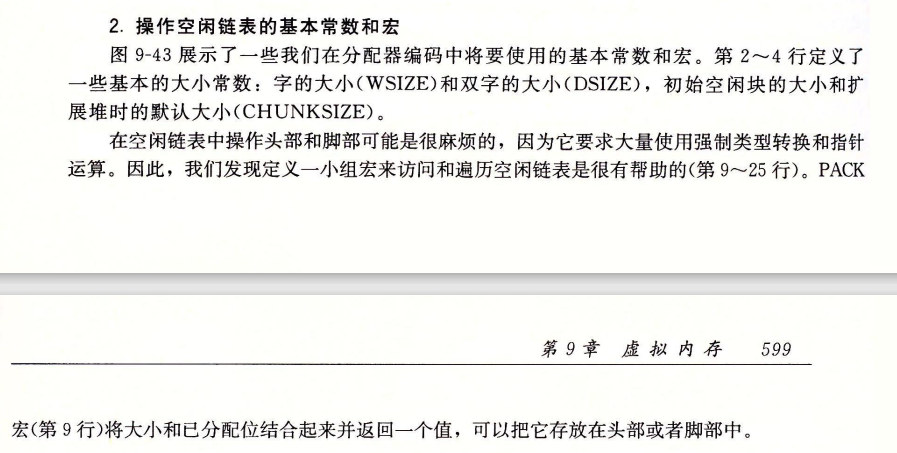 2. 操作空闲链表的基本常数和宏
图 9-43 展示了一些我们在分配器编码中将要使用的基本常数和宏。第 2～4 行定义了
一些基本的大小常数：字的大小(WSIZE)和双字的大小(DSIZE)，初始空闲块的大小和扩
展堆时的默认大小(CHUNKSIZE)。
在空闲链表中操作头部和脚部可能是很麻烦的，因为它要求大量使用强制类型转换和指针
运算。因此，我们发现定义一小组宏来访问和遍历空闲链表是很有帮助的(第 9～25 行)。PACK
第 9 章 虚拟内存 599
宏(第 9 行)将大小和已分配位结合起来并返回一个值，可以把它存放在头部或者脚部中。